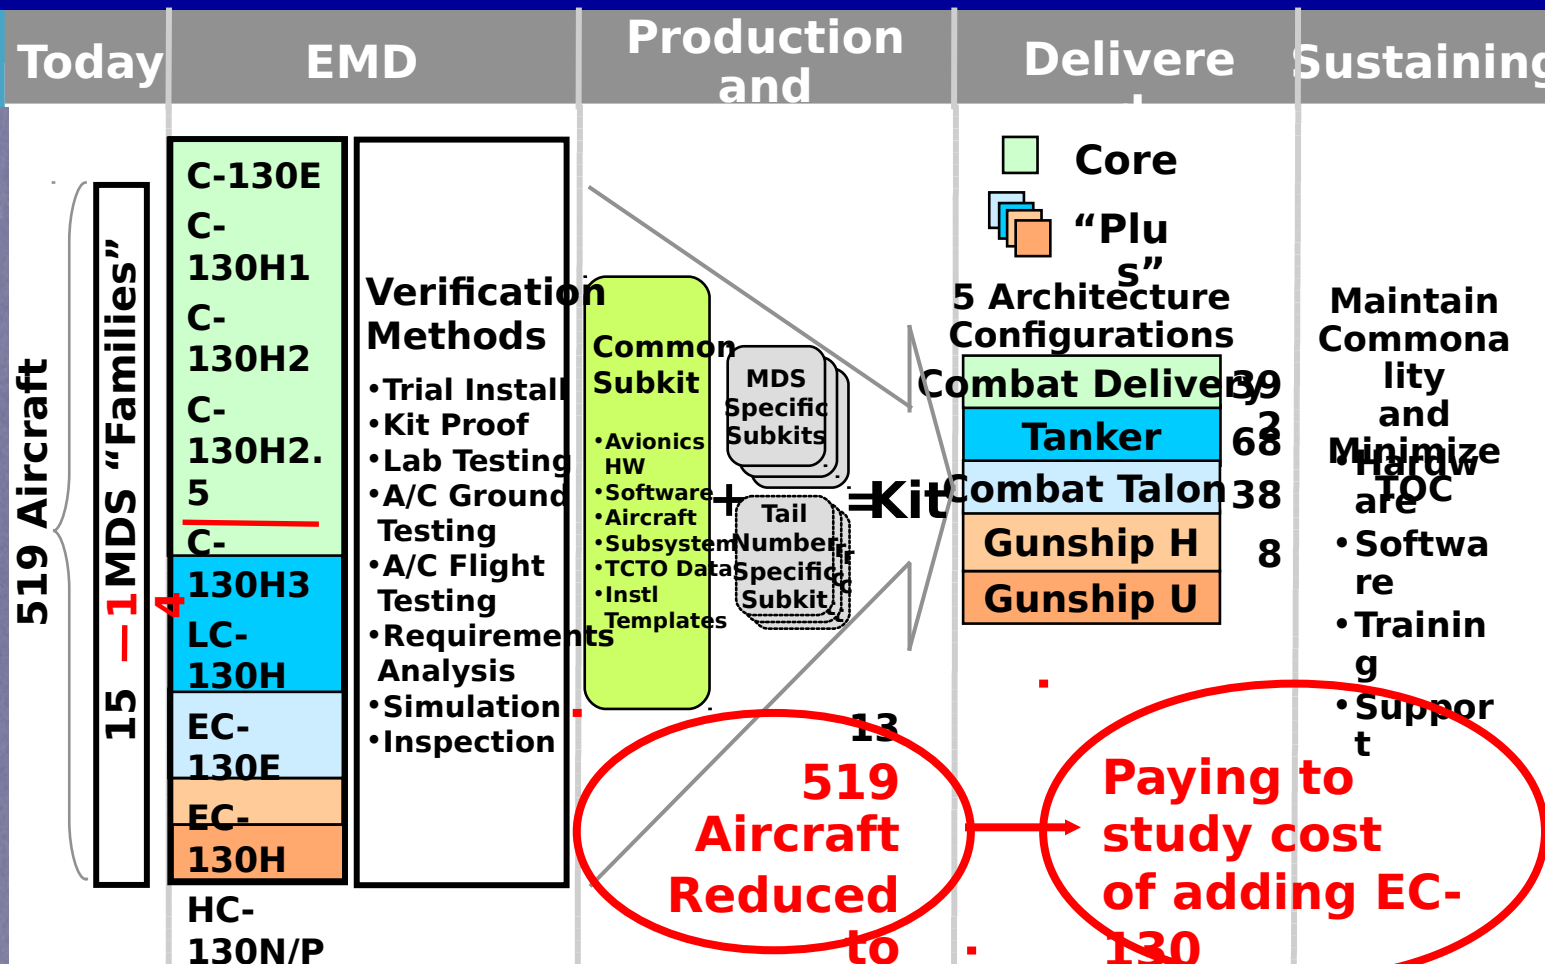 Today
EMD
Production
and
Delivere
d
Sustaining
519 Aircraft
15 14 MDS “Families”
C-130E
C-
130H1
C-
130H2
C-
130H2.
5
C-
130H3
LC-
130H
EC-
130E
EC-
130H
HC-
130N/P
Verification
Methods
•Trial Install
•Kit Proof
•Lab Testing
•A/C Ground
Testing
•A/C Flight
Testing
•Requirements
Analysis
•Simulation
•Inspection
Common
Subkit
•Avionics
HW
•Software
•Aircraft
•Subsystem
•TCTO Data
•Instl
Templates
+
MDS
Specific
Subkits
Tail
Number
Specific
Subkit
=Kit
Core
“Plu
s”
5 Architecture
Configurations
Combat Delivery
39
2
Tanker
68
Combat Talon
38
Gunship H
8
Gunship U
13
Maintain
Commona
lity
and
Minimize
TOC
•Hardw
are
•Softwa
re
•Trainin
g
•Suppor
t
519
Aircraft
Reduced
to
Paying to
study cost
of adding EC-
130